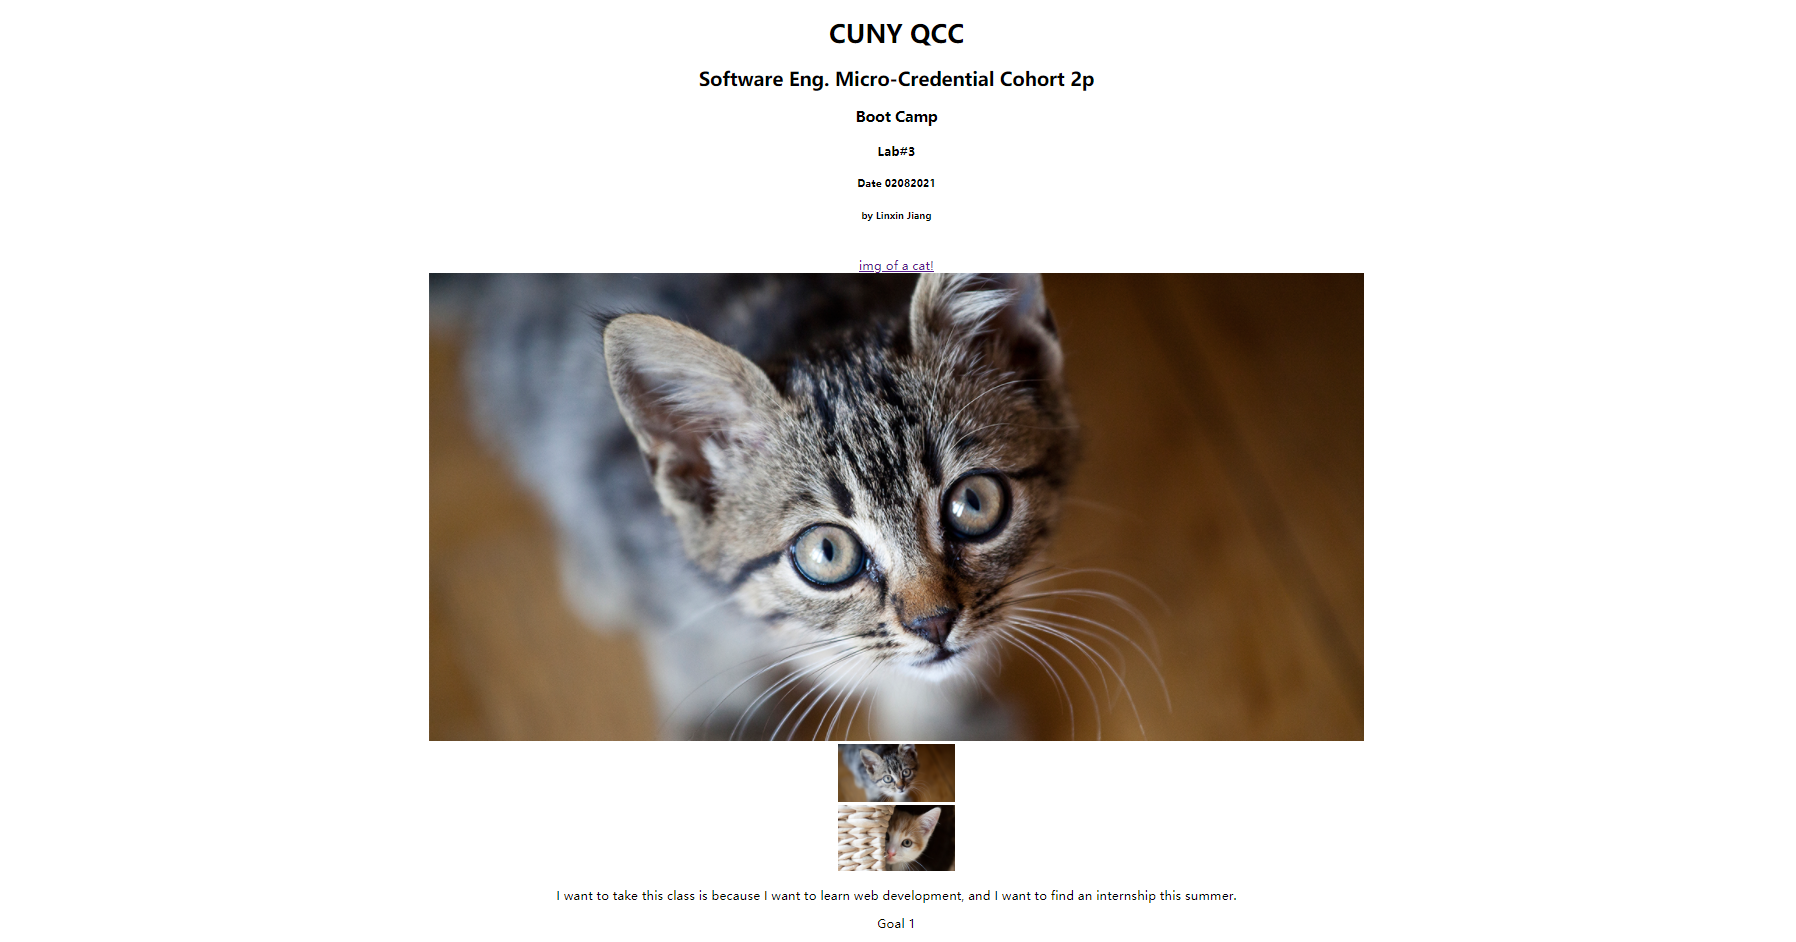 CUNY QCC
Software Eng. Micro-Credential Cohort 2p
Boot Camp
Lab#3
Date 02082021
by Linxin Jiang
img of a cat!
I want to take this class is because I want to learn web development, and I want to find an internship this summer.
Goal 1